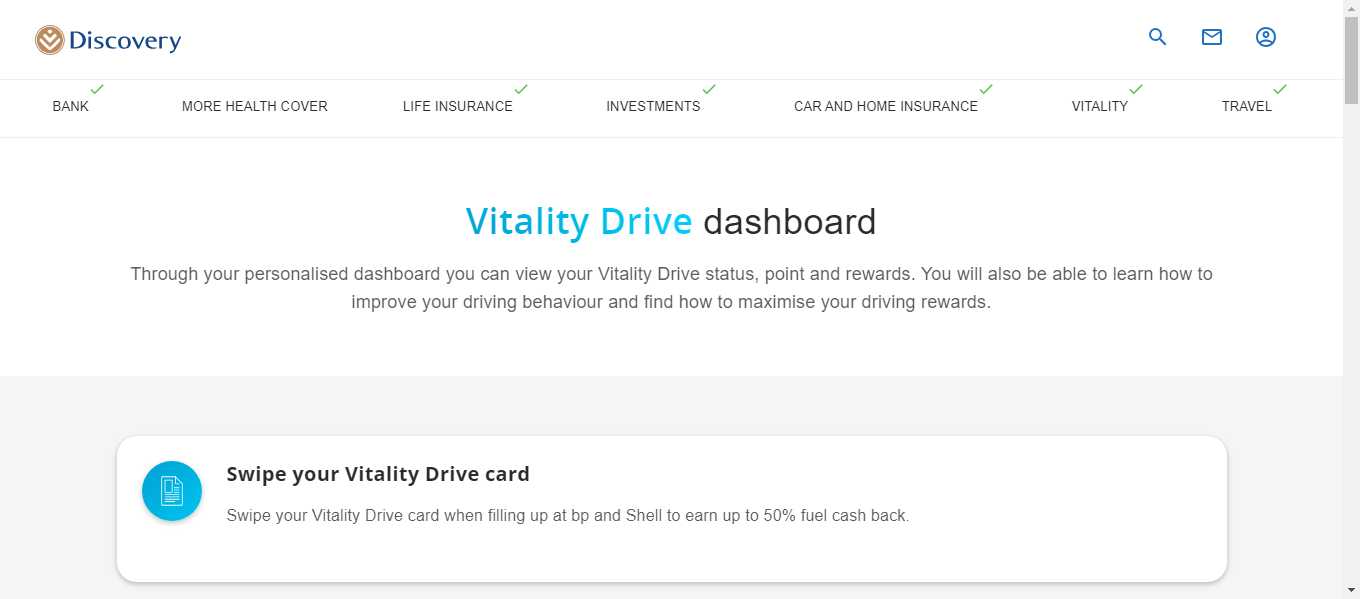 Discovery
BANK MORE HEALTH COVER LIFE INSURANCE INVESTMENTS CAR AND HOME INSURANCE VITALITY TRAVEL
Vitality Drive dashboard
Through your personalised dashboard you can view your Vitality Drive status, point and rewards. You will also be able to learn how to
improve your driving behaviour and find how to maximise your driving rewards.
Swipe your Vitality Drive card
Swipe your Vitality Drive card when filling up at bp and Shell to earn up to 50% fuel cash back.